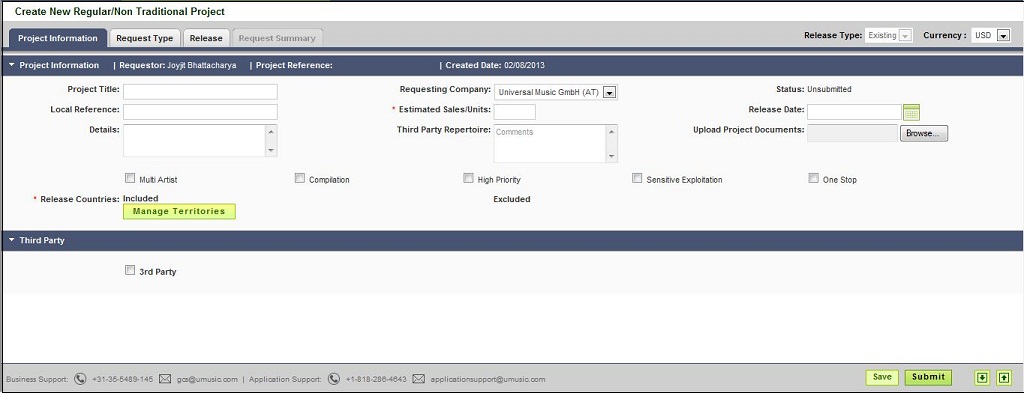 Create New Regular/Non Traditional Project
Project Information Request Type Release Request Summary Release Type: Existing Currency : USD
Project Information | Requestor: Joyjit Bhattacharya | Project Reference: | Created Date: 02/08/2013
Project Title: Requesting Company: Universal Music GmbH (AT) Status: Unsubmitted
Local Reference: * Estimated Sales/Units: Release Date:
Details: Third Party Repertoire: Comments Upload Project Documents: Browse...
Multi Artist Compilation High Priority Sensitive Exploitation One Stop
* Release Countries: Included Excluded
Manage Territories
Third Party
3rd Party
Business Support: +31-35-5489-145 gcs@umusic.com | Application Support: +1-818-286-4643 applicationsupport@umusic.com Save Submit